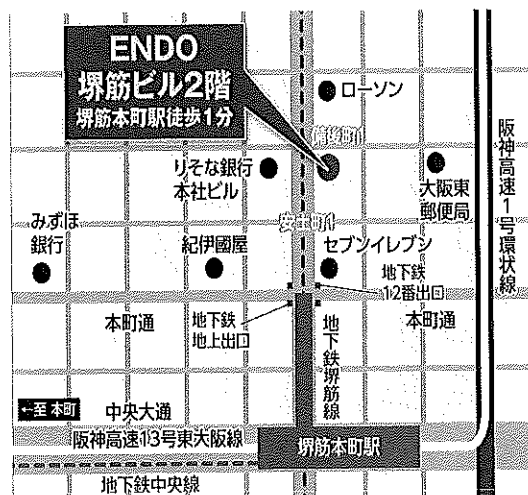 ENDO
堺筋ビル2階
堺筋本町駅徒歩1分
ローソン
備後町1
りそな銀行
本社ビル
大阪東
郵便局
阪神高速1号環状線
みずほ
銀行
紀伊國屋
安土町1
セブンイレブン
地下鉄
12番出口
本町通
地下鉄
地上出口
地下鉄堺筋線
本町通
←至 本町
中央大通
阪神高速13号東大阪線
堺筋本町駅
地下鉄中央線